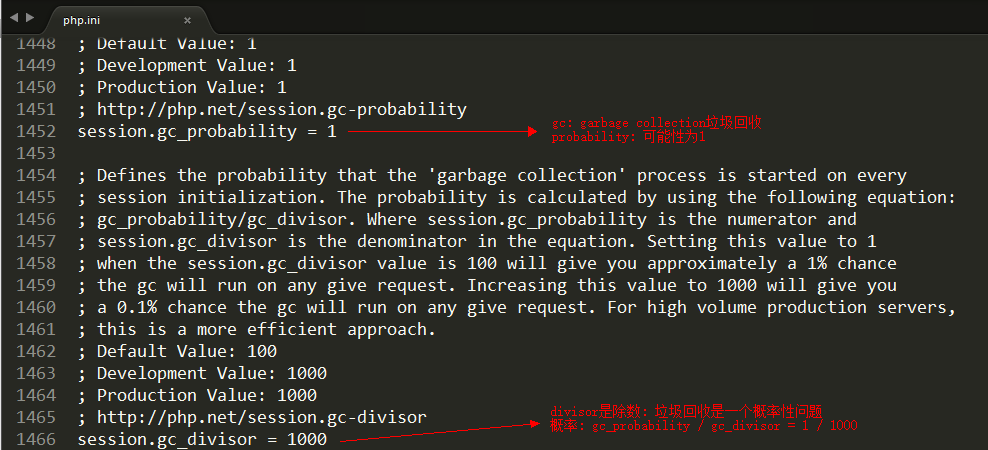 php.ini
1448 ; Default Value: 1
1449 ; Development Value: 1
1450 ; Production Value: 1
1451 ; http://php.net/session.gc-probability
1452 session.gc_probability = 1
gc: garbage collection垃圾回收
probability: 可能性为1
1453
1454 ; Defines the probability that the 'garbage collection' process is started on every
1455 ; session initialization. The probability is calculated by using the following equation:
1456 ; gc_probability/gc_divisor. Where session.gc_probability is the numerator and
1457 ; session.gc_divisor is the denominator in the equation. Setting this value to 1
1458 ; when the session.gc_divisor value is 100 will give you approximately a 1% chance
1459 ; the gc will run on any give request. Increasing this value to 1000 will give you
1460 ; a 0.1% chance the gc will run on any give request. For high volume production servers,
1461 ; this is a more efficient approach.
1462 ; Default Value: 100
1463 ; Development Value: 1000
1464 ; Production Value: 1000
1465 ; http://php.net/session.gc-divisor
1466 session.gc_divisor = 1000
divisor是除数: 垃圾回收是一个概率性问题
概率: gc_probability / gc_divisor = 1 / 1000